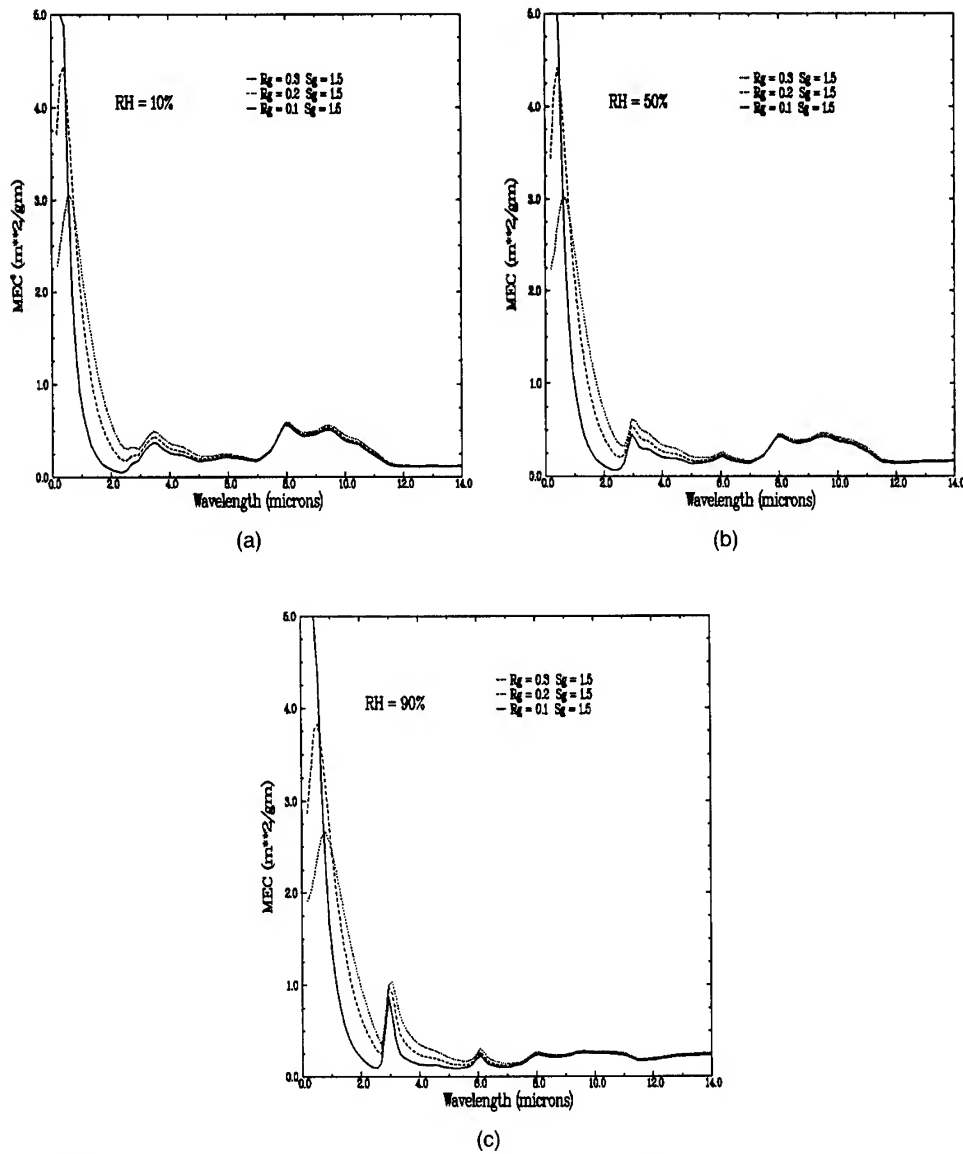 5.0
4.0
3.0
2.0
1.0
0.0
MEC (m**2/gm)
RH = 10%
Rg = 0.3 Sg = 1.5
Rg = 0.2 Sg = 1.5
Rg = 0.1 Sg = 1.5
0.0 2.0 4.0 6.0 8.0 10.0 12.0 14.0
Wavelength (microns)
(a)
5.0
4.0
3.0
2.0
1.0
0.0
MEC (m**2/gm)
RH = 50%
Rg = 0.3 Sg = 1.5
Rg = 0.2 Sg = 1.5
Rg = 0.1 Sg = 1.5
0.0 2.0 4.0 6.0 8.0 10.0 12.0 14.0
Wavelength (microns)
(b)
5.0
4.0
3.0
2.0
1.0
0.0
MEC (m**2/gm)
RH = 90%
Rg = 0.3 Sg = 1.5
Rg = 0.2 Sg = 1.5
Rg = 0.1 Sg = 1.5
0.0 2.0 4.0 6.0 8.0 10.0 12.0 14.0
Wavelength (microns)
(c)